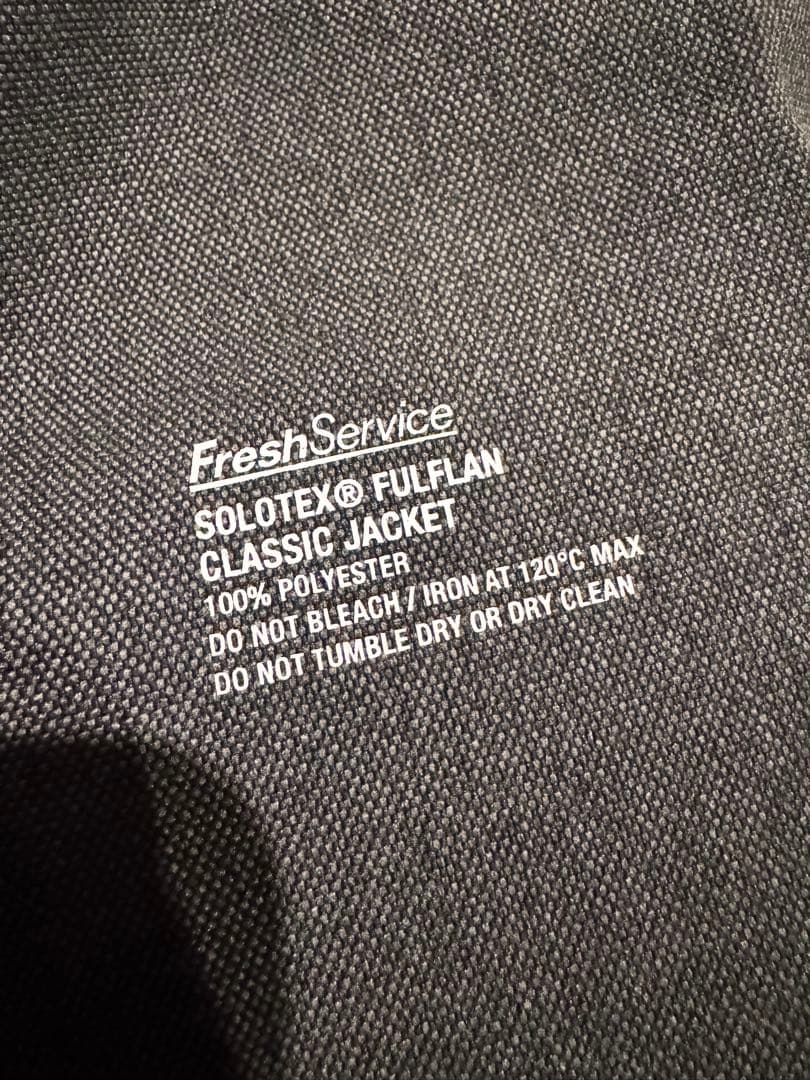 FreshService
SOLOTEX® FULFLAN
CLASSIC JACKET
100% POLYESTER
DO NOT BLEACH / IRON AT 120°C MAX
DO NOT TUMBLE DRY OR DRY CLEAN